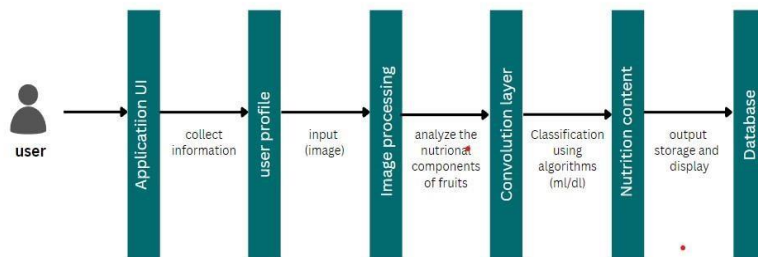 user
Applicatiion UI
collect
information
user profile
input
(image)
Image processing
analyze the
nutrional
components
of fruits
Convolution layer
Classification
using
algorithms
(ml/dl)
Nutrition content
output
storage and
display
Database